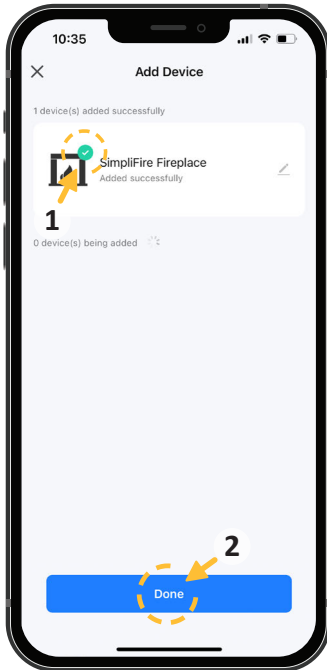 10:35
Add Device
1 device(s) added successfully
SimpliFire Fireplace
Added successfully
1
0 device(s) being added
2
Done